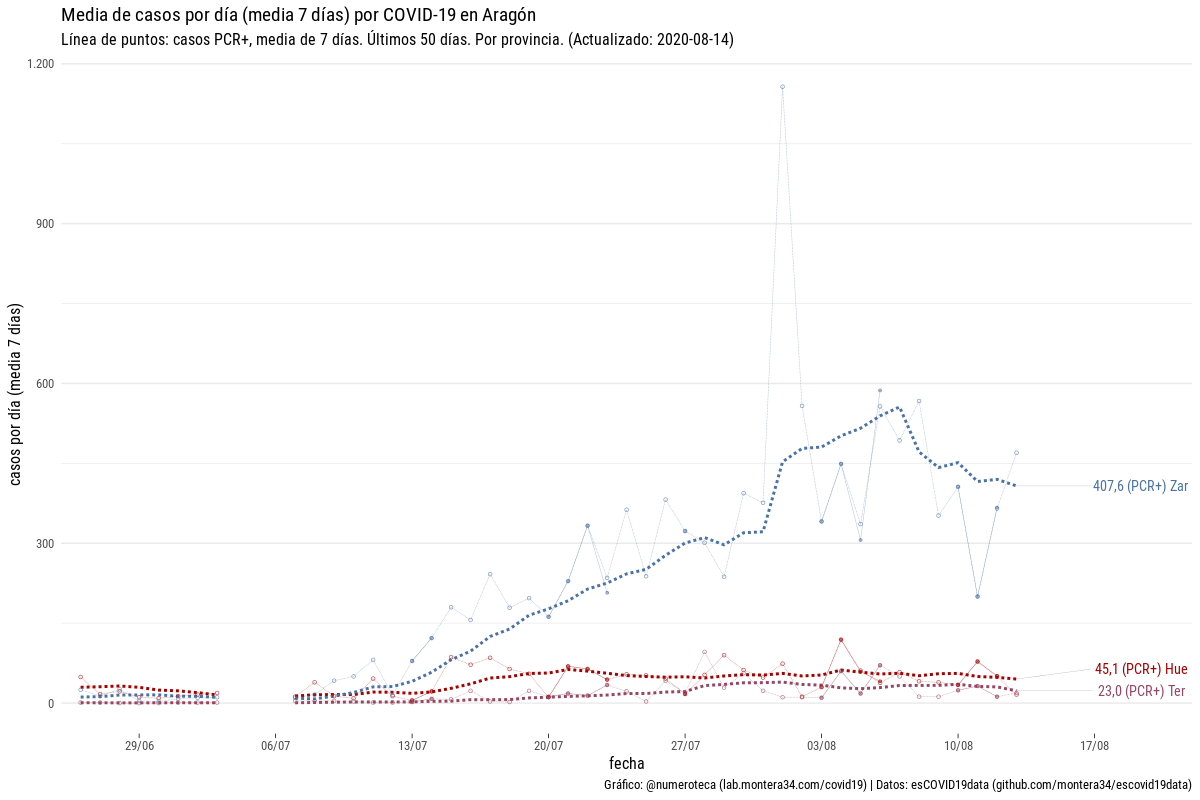 Media de casos por día (media 7 días) por COVID-19 en Aragón
Línea de puntos: casos PCR+, media de 7 días. Últimos 50 días. Por provincia. (Actualizado: 2020-08-14)
casos por día (media 7 días)
1.200
900
600
300
0
407,6 (PCR+) Zar
45,1 (PCR+) Hue
23,0 (PCR+) Ter
29/06 06/07 13/07 20/07 27/07 03/08 10/08 17/08
fecha
Gráfico: @numeroteca (lab.montera34.com/covid19) | Datos: esCOVID19data (github.com/montera34/escovid19data)